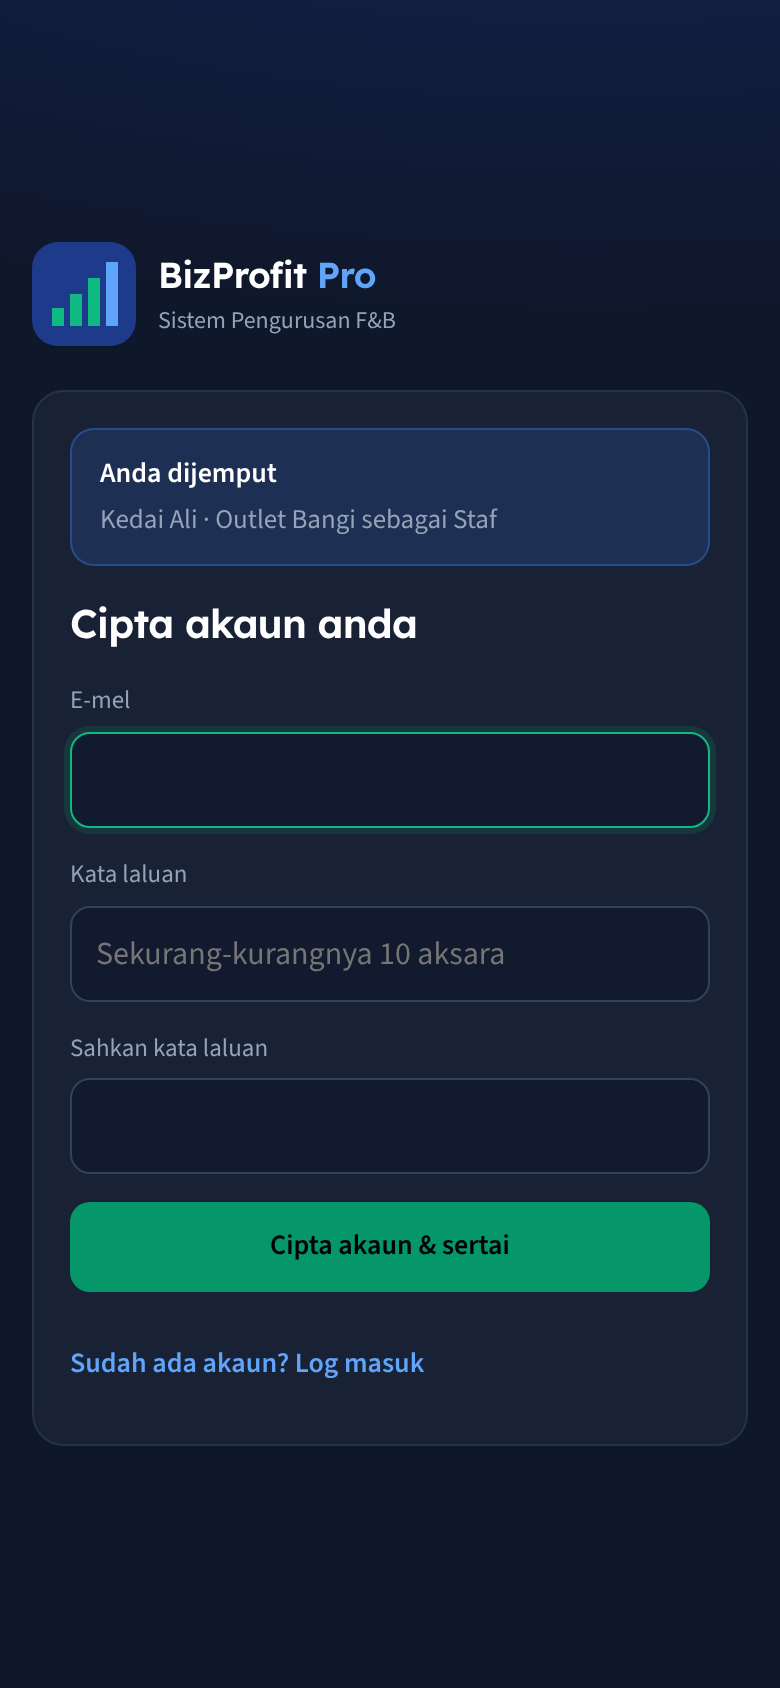 BizProfit Pro
Sistem Pengurusan F&B
Anda dijemput
Kedai Ali · Outlet Bangi sebagai Staf
Cipta akaun anda
E-mel
Kata laluan
Sekurang-kurangnya 10 aksara
Sahkan kata laluan
Cipta akaun & sertai
Sudah ada akaun? Log masuk